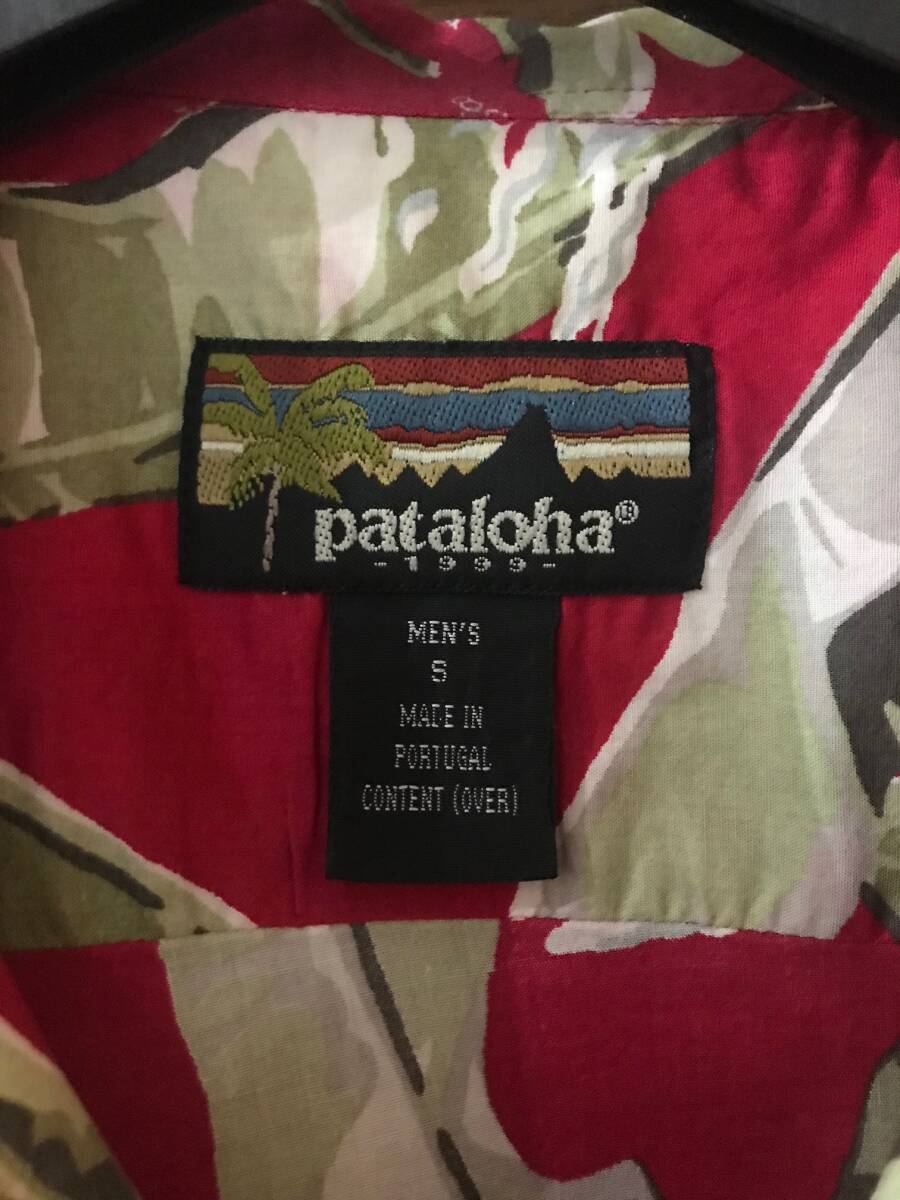 pataloha®
-1999-
MEN'S
S
MADE IN
PORTUGAL
CONTENT (OVER)